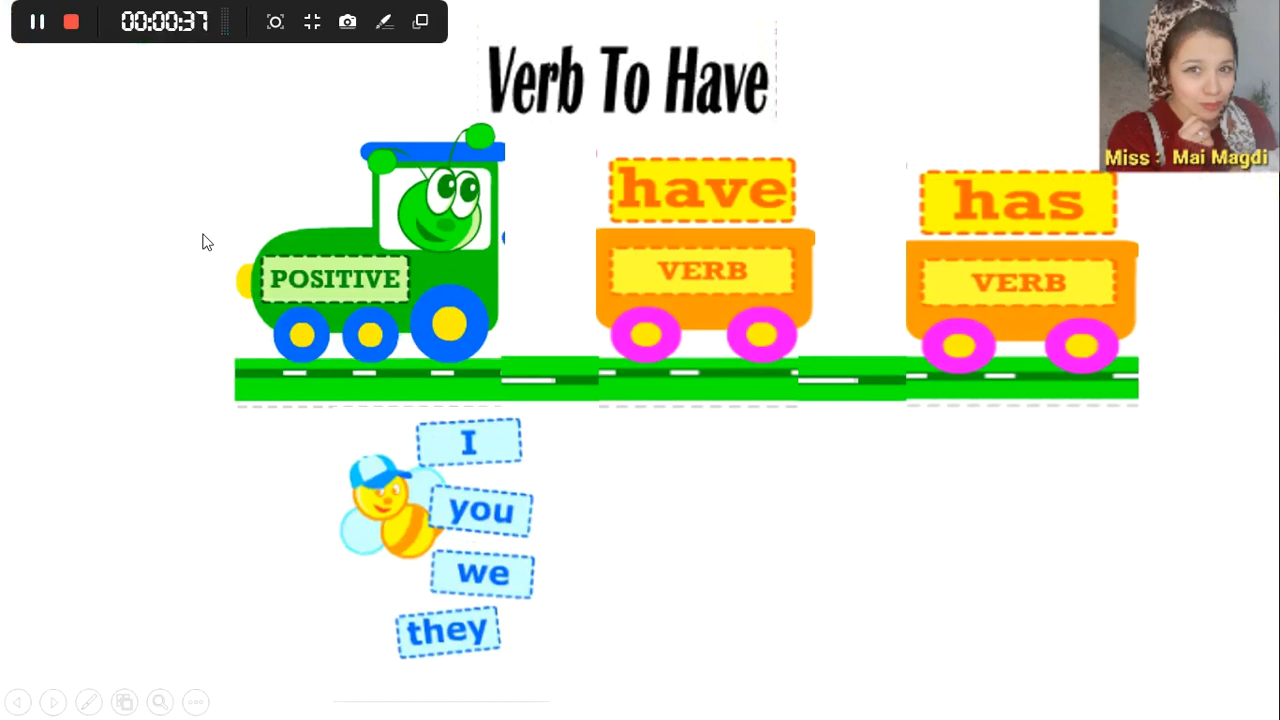 00:00:37
Verb To Have
Miss : Mai Magdi
have
has
POSITIVE
VERB
VERB
I
you
we
they